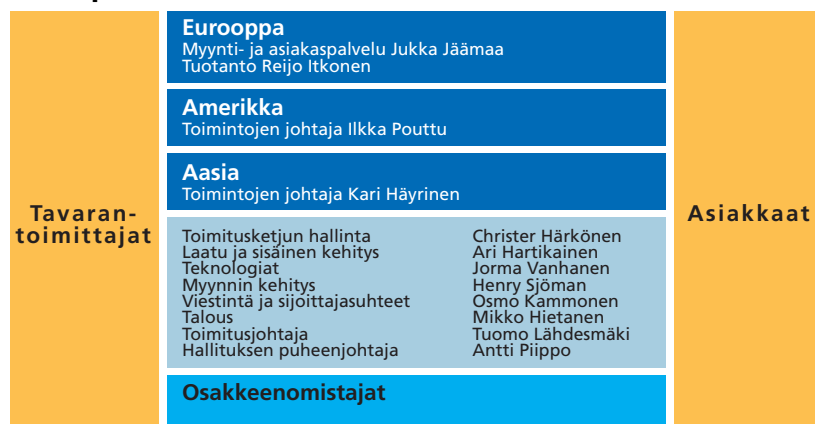 Eurooppa
Myynti- ja asiakaspalvelu Jukka Jäämaa
Tuotanto Reijo Itkonen
Amerikka
Toimintojen johtaja Ilkka Pouttu
Aasia
Toimintojen johtaja Kari Häyrinen
Tavaran-
toimittajat
Toimitusketjun hallinta Christer Härkönen
Laatu ja sisäinen kehitys Ari Hartikainen
Teknologiat Jorma Vanhanen
Myynnin kehitys Henry Sjöman
Viestintä ja sijoittajasuhteet Osmo Kammonen
Talous Mikko Hietanen
Toimitusjohtaja Tuomo Lähdesmäki
Hallituksen puheenjohtaja Antti Piippo
Asiakkaat
Osakkeenomistajat